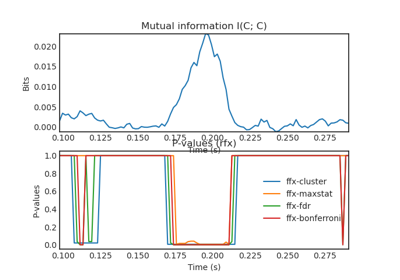 Mutual information I(C; C)
0.020
0.015
0.010
0.005
0.000
Bits
0.100 0.125 0.150 0.175 0.200 0.225 0.250 0.275
Time (s)
P-values (rfx)
1.0
0.8
0.6
0.4
0.2
0.0
P-values
ffx-cluster
ffx-maxstat
ffx-fdr
ffx-bonferroni
0.100 0.125 0.150 0.175 0.200 0.225 0.250 0.275
Time (s)